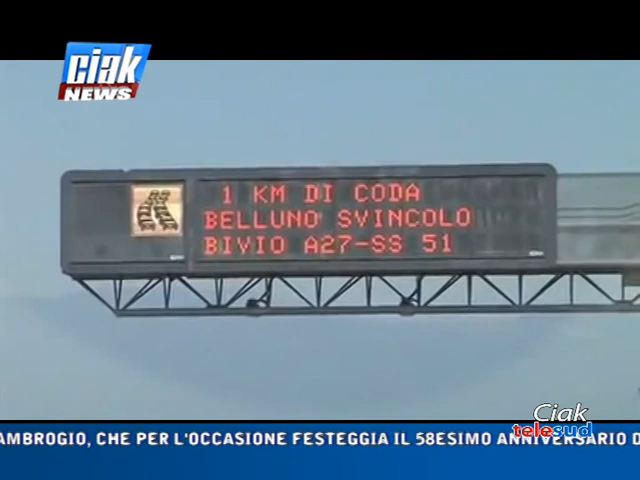 ciak
NEWS
1 KM DI CODA
BELLUNO SVINCOLO
BIVIO A27-SS 51
Ciak
telesud
AMBROGIO, CHE PER L'OCCASIONE FESTEGGIA IL 58ESIMO ANNIVERSARIO D